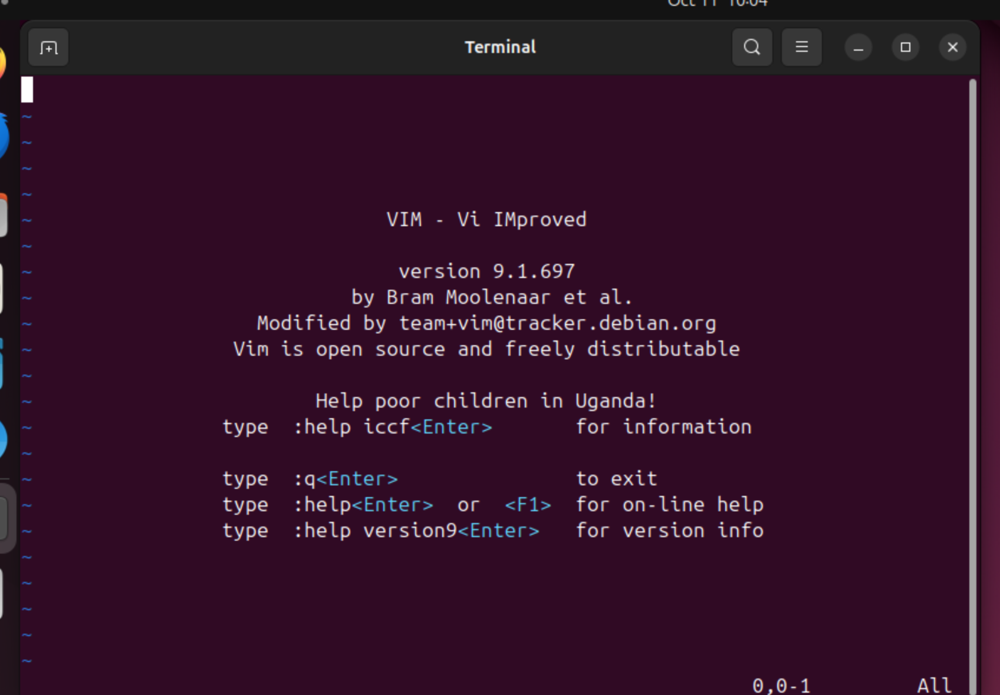 Oct 11 10:04
Terminal
~
~
~
~
~ VIM - Vi IMproved
~
~ version 9.1.697
~ by Bram Moolenaar et al.
~ Modified by team+vim@tracker.debian.org
~ Vim is open source and freely distributable
~
~ Help poor children in Uganda!
~ type :help iccf<Enter> for information
~
~ type :q<Enter> to exit
~ type :help<Enter> or <F1> for on-line help
~ type :help version9<Enter> for version info
~
~
~
~
~
0,0-1 All